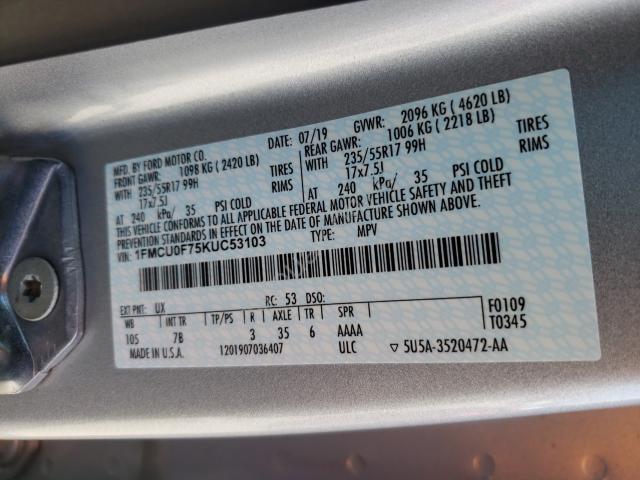 MFD. BY FORD MOTOR CO.
DATE: 07/19 GVWR: 2096 KG ( 4620 LB)
FRONT GAWR: 1098 KG ( 2420 LB) REAR GAWR: 1006 KG ( 2218 LB)
WITH 235/55R17 99H TIRES WITH 235/55R17 99H TIRES
17x7.5J RIMS 17x7.5J RIMS
AT 240 kPa/ 35 PSI COLD AT 240 kPa/ 35 PSI COLD
THIS VEHICLE CONFORMS TO ALL APPLICABLE FEDERAL MOTOR VEHICLE SAFETY AND THEFT
PREVENTION STANDARDS IN EFFECT ON THE DATE OF MANUFACTURE SHOWN ABOVE.
VIN: 1FMCU0F75KUC53103
TYPE: MPV
EXT PNT: UX RC: 53 DSO: F0109
WB INT TR TP/PS R AXLE TR SPR T0345
105 7B 3 35 6 AAAA
MADE IN U.S.A. 1201907036407 ULC ▽ 5U5A-3520472-AA